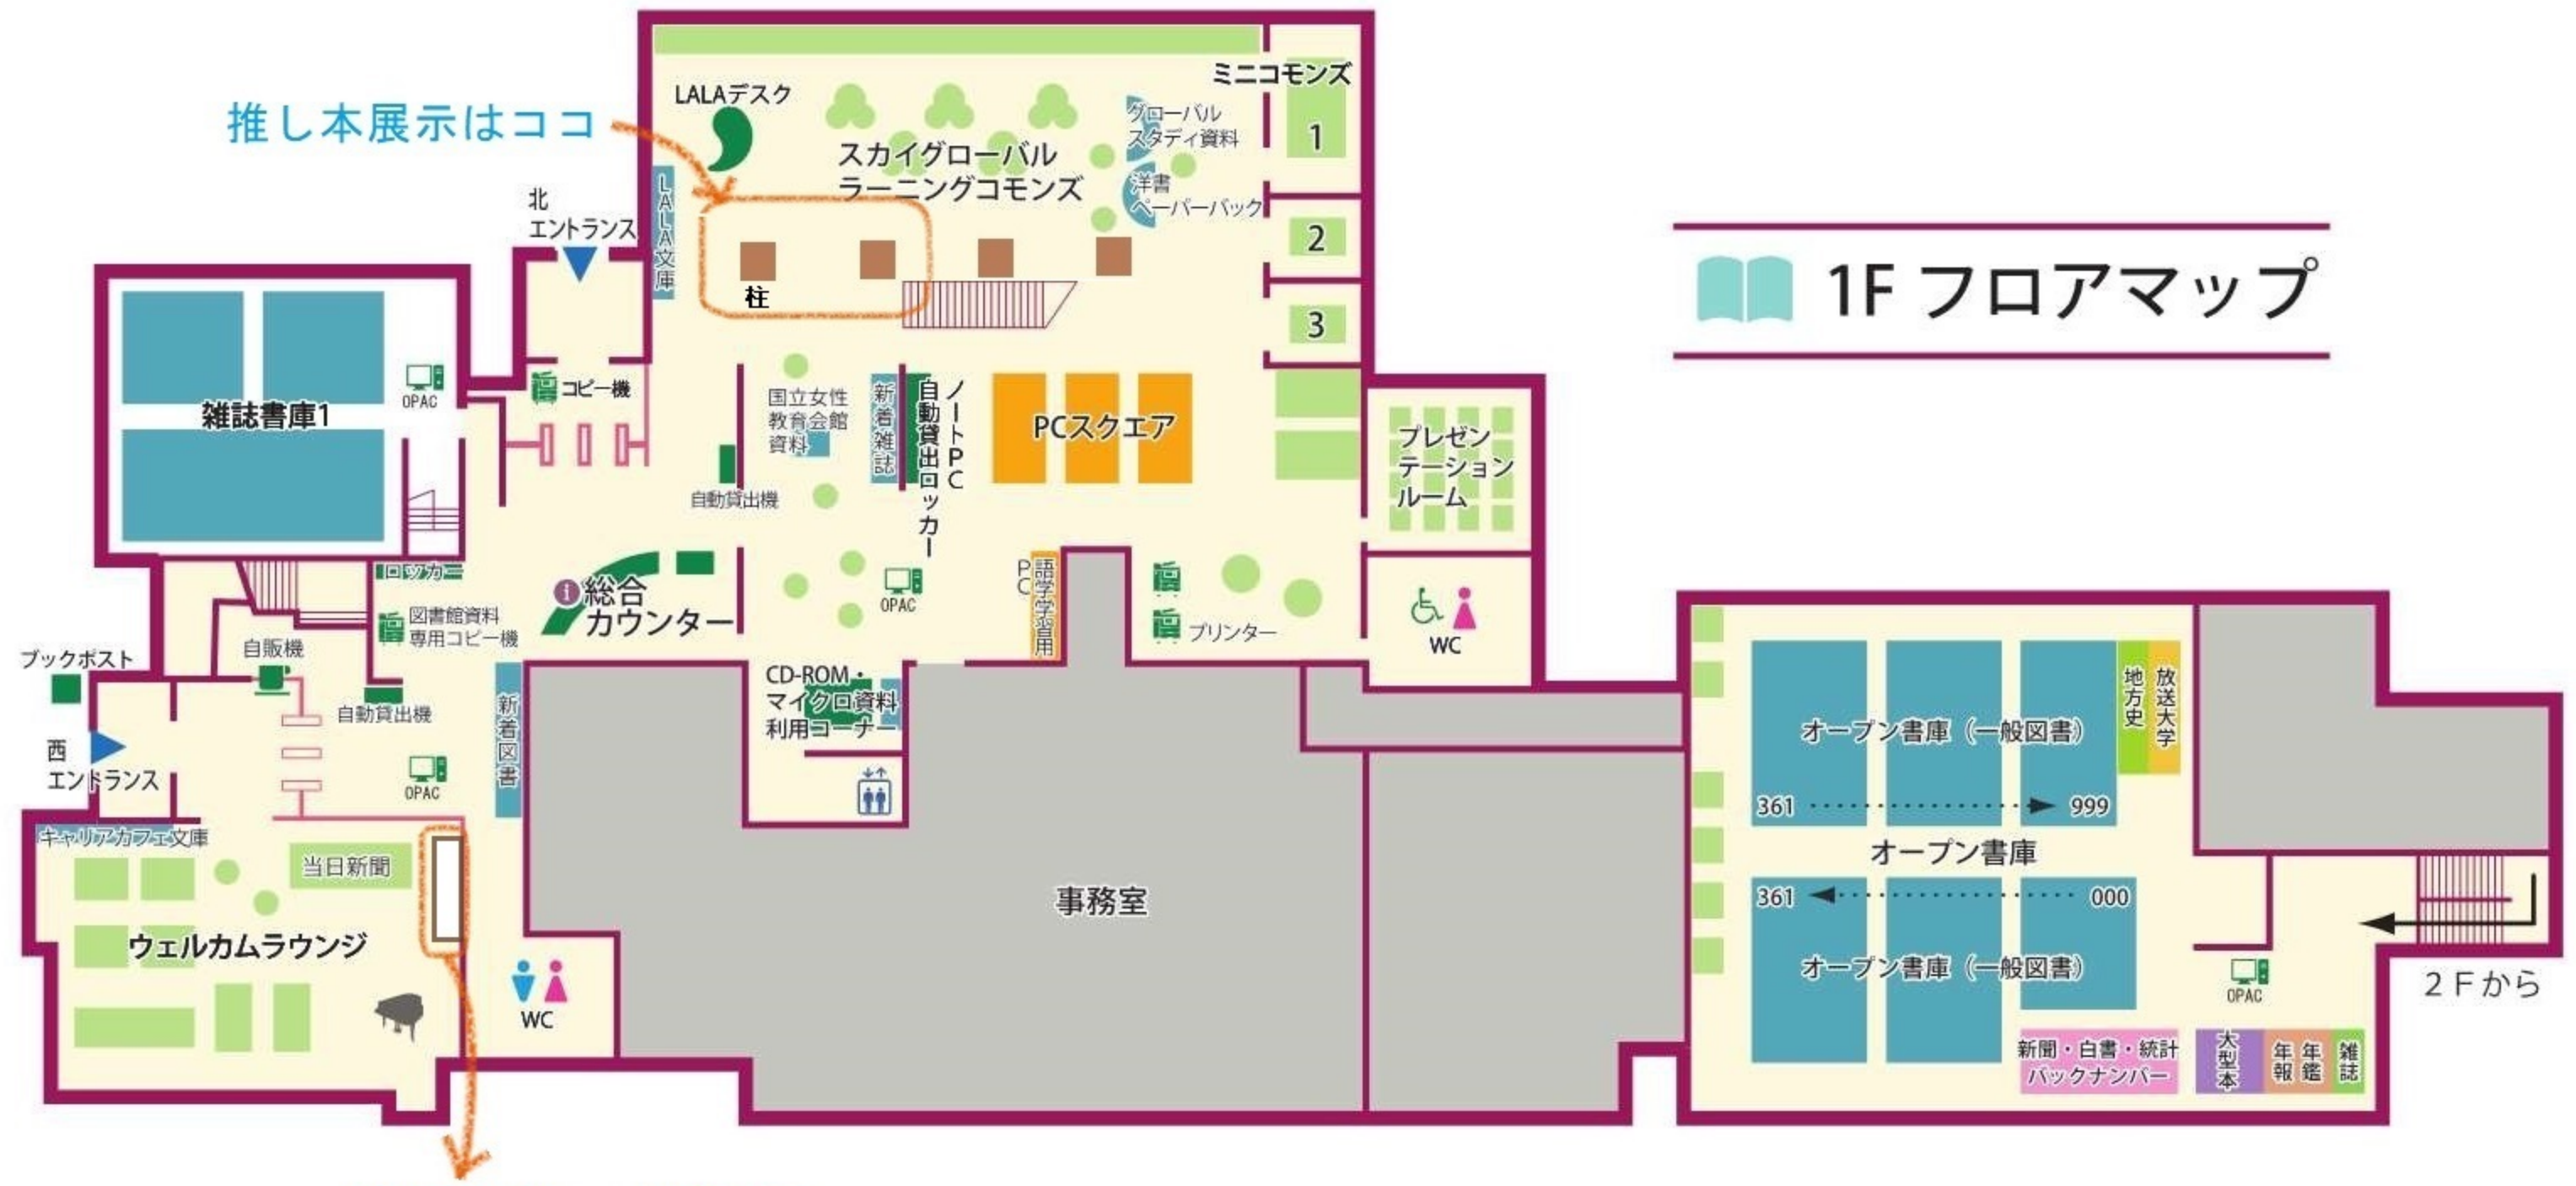 推し本展示はココ
LALAデスク
スカイグローバル
ラーニングコモンズ
グローバル
スタディ資料
洋書
ペーパーバック
ミニコモンズ
1
2
3
1F フロアマップ
北
エントランス
LALA文庫
柱
雑誌書庫1
OPAC
コピー機
自動貸出機
国立女性
教育会館
資料
新着雑誌
ノートPC
自動貸出ロッカー
PCスクエア
プレゼン
テーションルーム
ロッカー
図書館資料
専用コピー機
i
総合
カウンター
OPAC
語学学習用
PC
プリンター
WC
ブックポスト
自販機
自動貸出機
西
エントランス
OPAC
新着図書
CD-ROM・
マイクロ資料
利用コーナー
キャリアカフェ文庫
当日新聞
ウェルカムラウンジ
WC
事務室
オープン書庫（一般図書）
361
999
地方史
放送大学
オープン書庫
361
000
オープン書庫（一般図書）
OPAC
２Ｆから
新聞・白書・統計
バックナンバー
大型本
年鑑
年報
雑誌